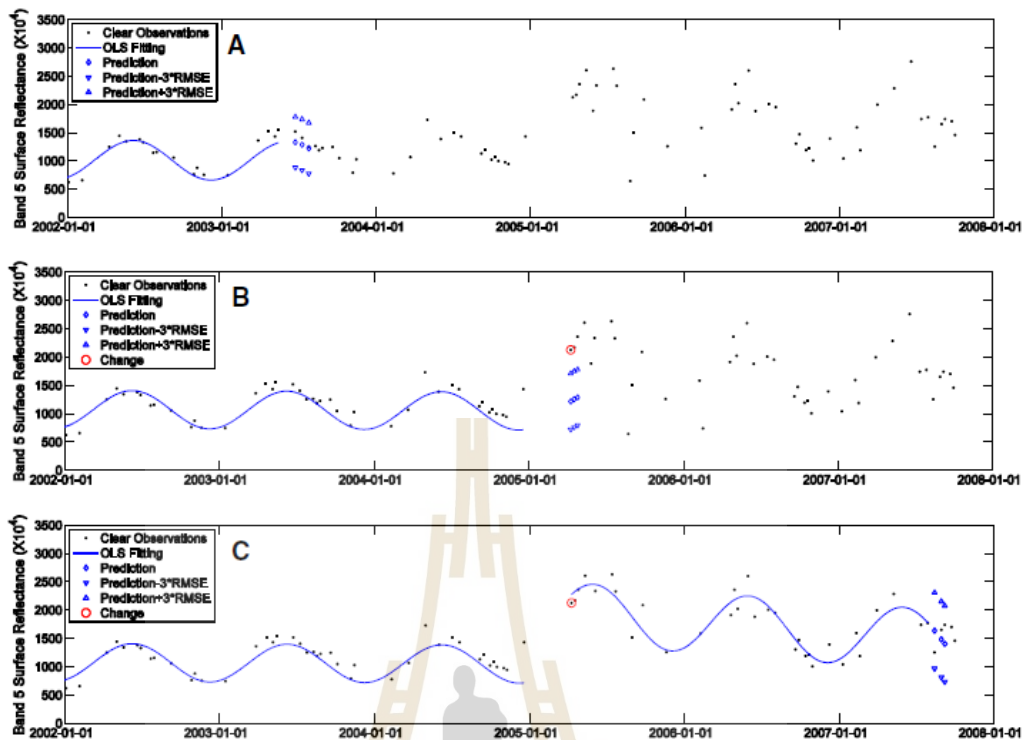 Band 5 Surface Reflectance (X10⁴)
3500
3000
2500
2000
1500
1000
500
0
Clear Observations
OLS Fitting
Prediction
Prediction-3*RMSE
Prediction+3*RMSE
A
2002-01-01 2003-01-01 2004-01-01 2005-01-01 2006-01-01 2007-01-01 2008-01-01
Band 5 Surface Reflectance (X10⁴)
3500
3000
2500
2000
1500
1000
500
0
Clear Observations
OLS Fitting
Prediction
Prediction-3*RMSE
Prediction+3*RMSE
Change
B
2002-01-01 2003-01-01 2004-01-01 2005-01-01 2006-01-01 2007-01-01 2008-01-01
Band 5 Surface Reflectance (X10⁴)
3500
3000
2500
2000
1500
1000
500
0
Clear Observations
OLS Fitting
Prediction
Prediction-3*RMSE
Prediction+3*RMSE
Change
C
2002-01-01 2003-01-01 2004-01-01 2005-01-01 2006-01-01 2007-01-01 2008-01-01